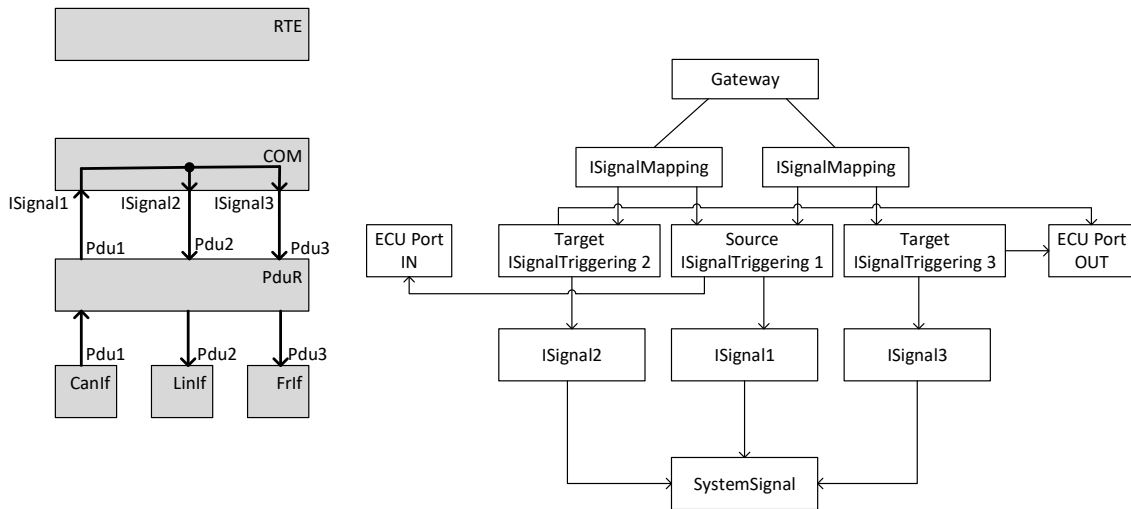 RTE
COM
ISignal1
ISignal2
ISignal3
Pdu1
Pdu2
Pdu3
PduR
Pdu1
Pdu2
Pdu3
CanIf
LinIf
FrIf
Gateway
ISignalMapping
ISignalMapping
ECU Port
IN
Target
ISignalTriggering 2
Source
ISignalTriggering 1
Target
ISignalTriggering 3
ECU Port
OUT
ISignal2
ISignal1
ISignal3
SystemSignal